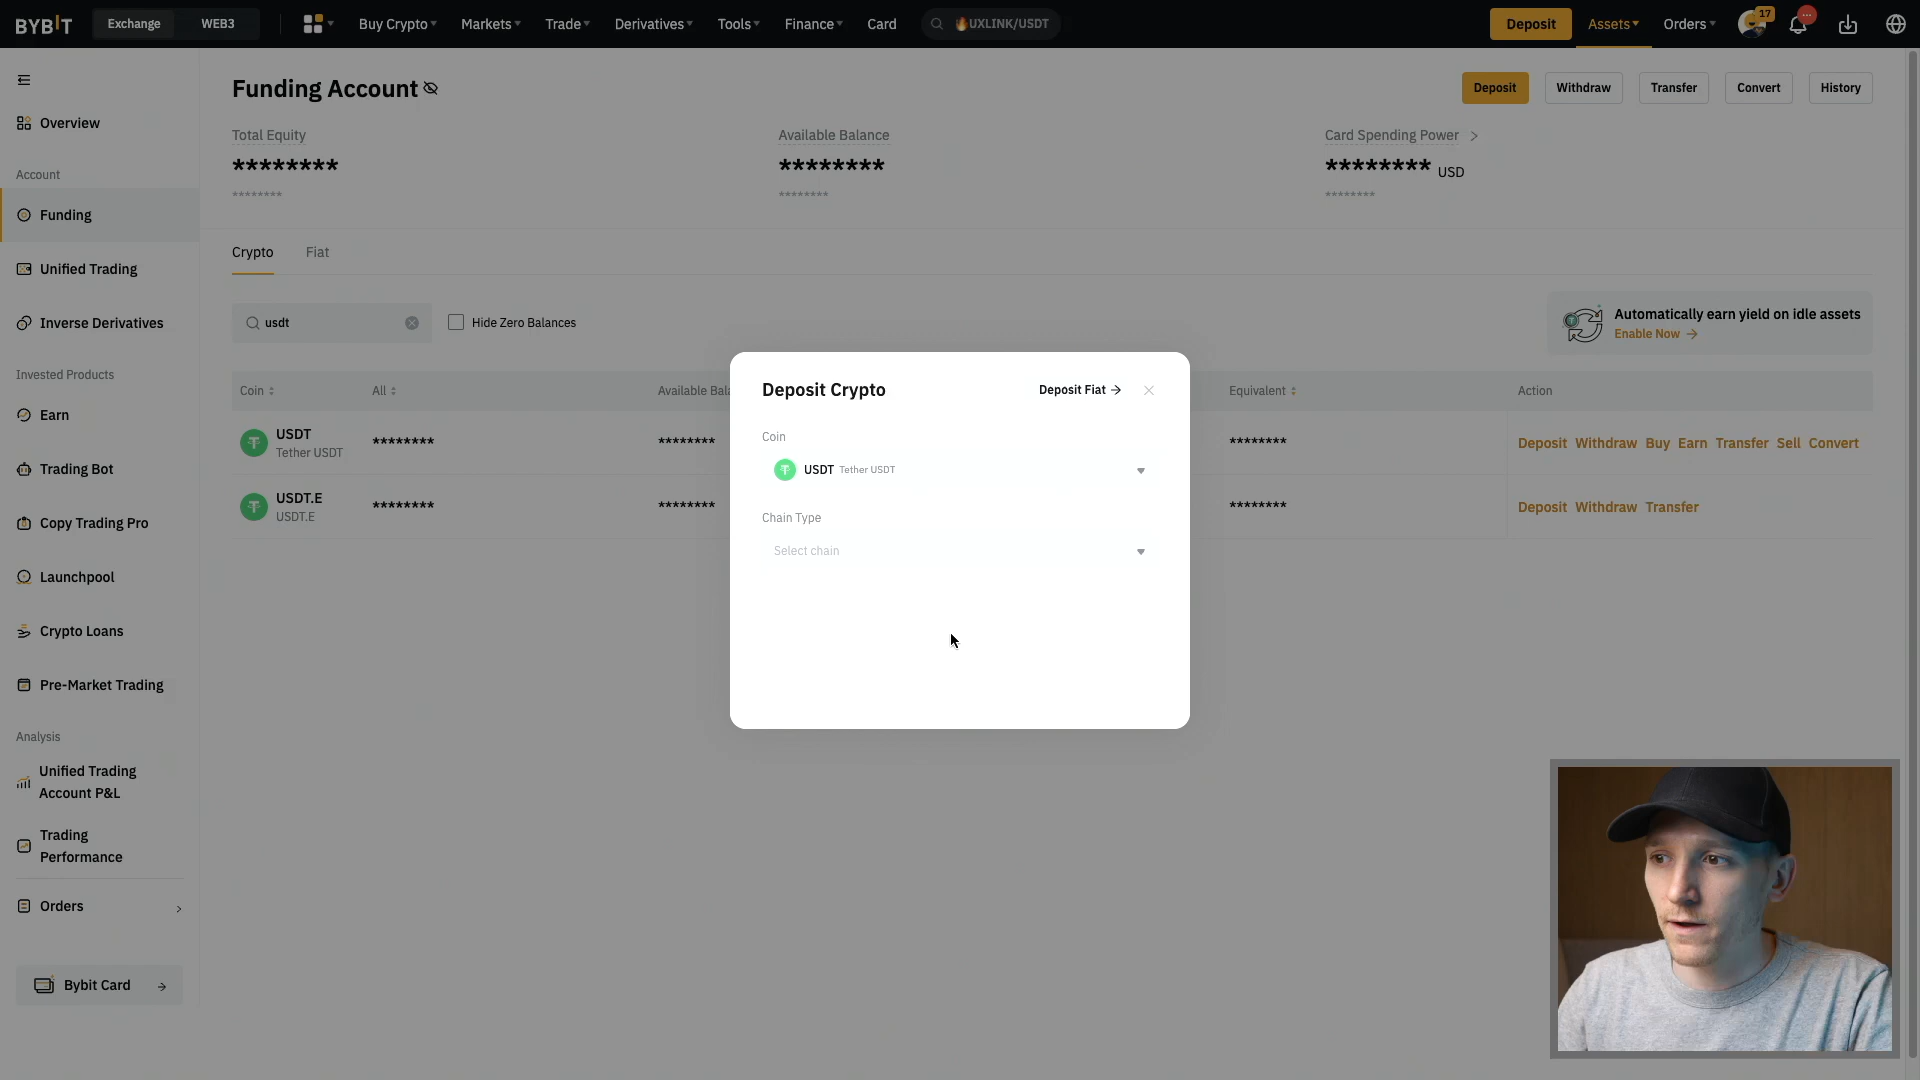 BYBIT
Exchange
WEB3
Buy Crypto
Markets
Trade
Derivatives
Tools
Finance
Card
🔥UXLINK/USDT
Deposit
Assets
Orders
17
...
Overview
Account
Funding
Unified Trading
Inverse Derivatives
Invested Products
Earn
Trading Bot
Copy Trading Pro
Launchpool
Crypto Loans
Pre-Market Trading
Analysis
Unified Trading
Account P&L
Trading
Performance
Orders
Bybit Card
Funding Account
Deposit
Withdraw
Transfer
Convert
History
Total Equity
********
********
Available Balance
********
********
Card Spending Power
******** USD
********
Crypto
Fiat
usdt
Hide Zero Balances
Automatically earn yield on idle assets
Enable Now
Coin
All
Available Bala
Equivalent
Action
USDT
Tether USDT
********
********
********
Deposit Withdraw Buy Earn Transfer Sell Convert
USDT.E
USDT.E
********
********
********
Deposit Withdraw Transfer
Deposit Crypto
Deposit Fiat
Coin
USDT Tether USDT
Chain Type
Select chain